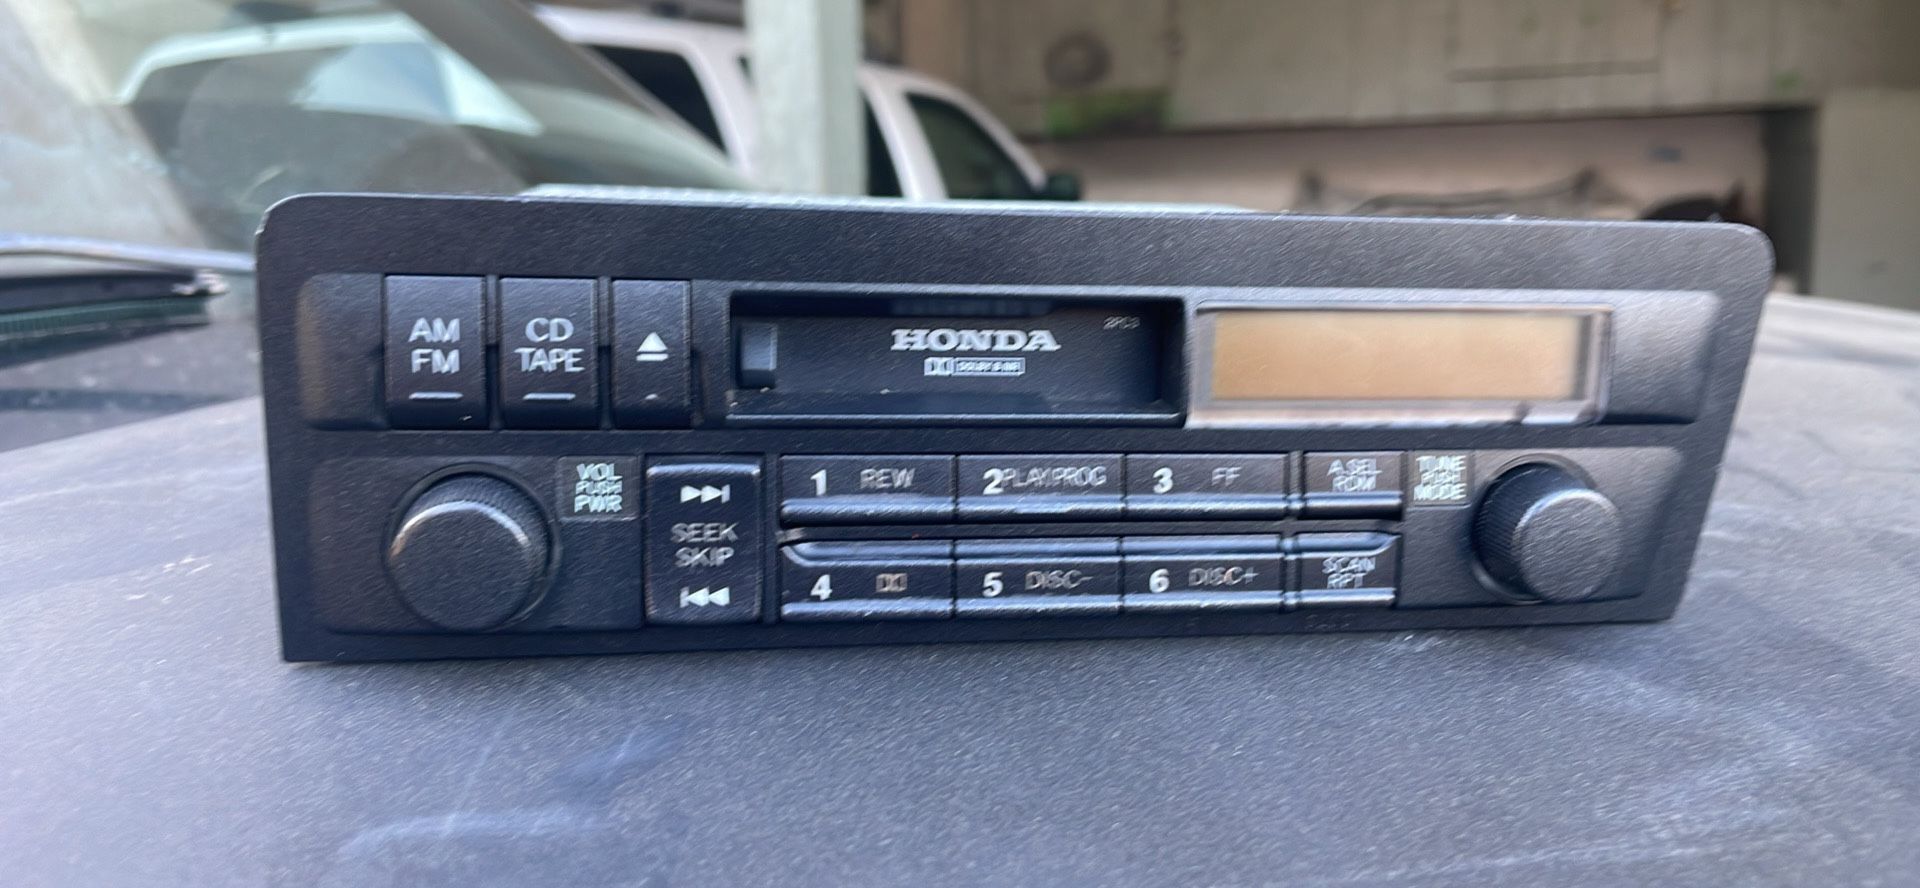 AM
FM
CD
TAPE
HONDA
2RC3
DOLBY B NR
VOL
PUSH
PWR
SEEK
SKIP
1 REW
2 PLAY/PROG
3 FF
A.SEL
RDM
TUNE
PUSH
MODE
4
5 DISC-
6 DISC+
SCAN
RPT